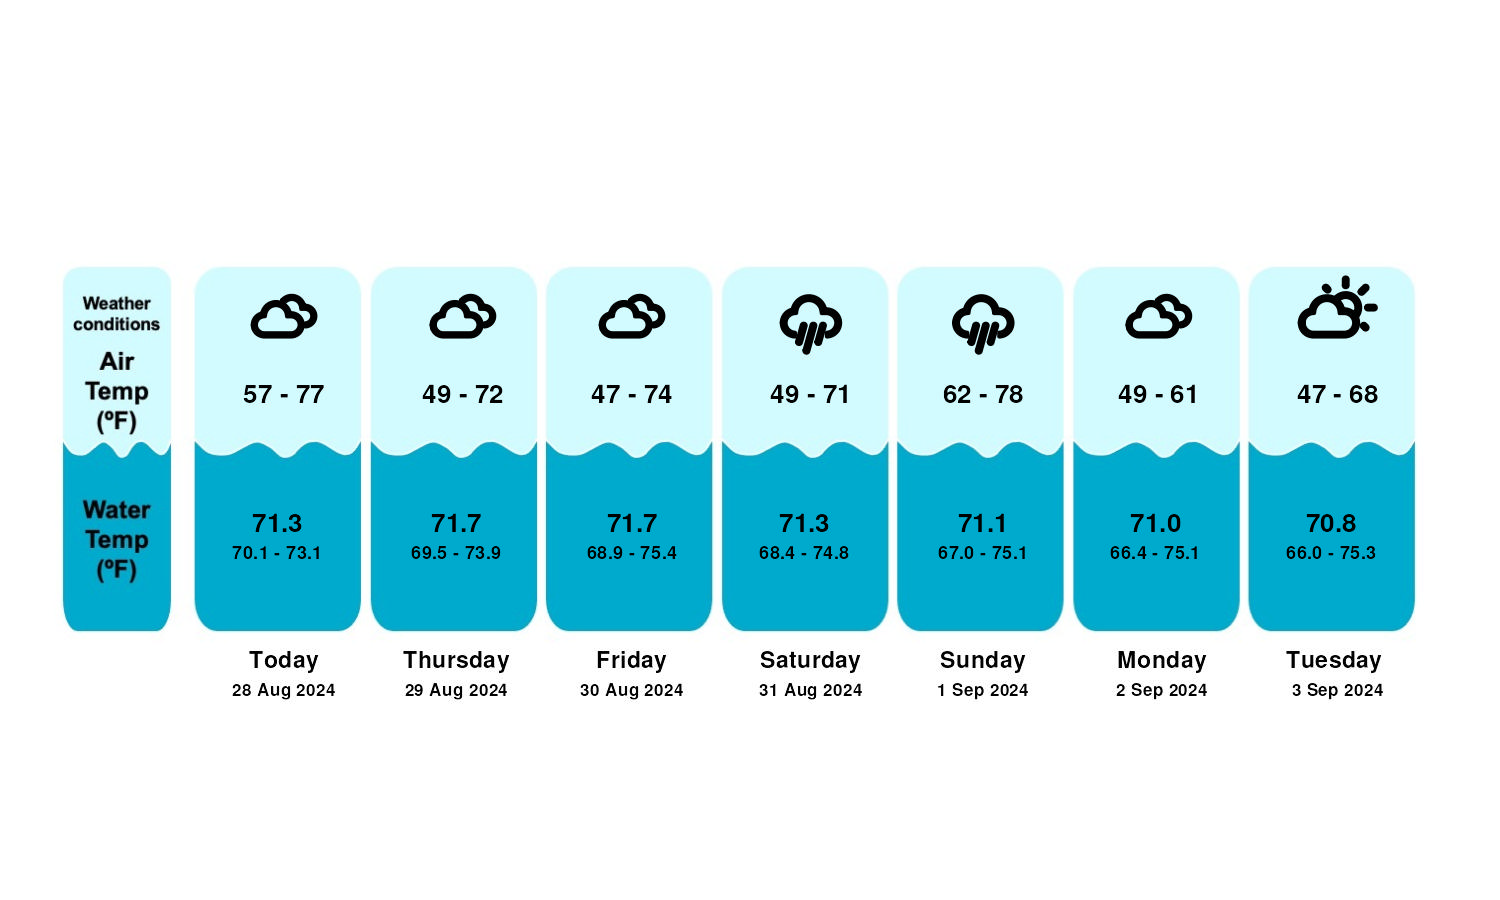 Weather
conditions
Air
Temp
(ºF)
Water
Temp
(ºF)
57 - 77
71.3
70.1 - 73.1
Today
28 Aug 2024
49 - 72
71.7
69.5 - 73.9
Thursday
29 Aug 2024
47 - 74
71.7
68.9 - 75.4
Friday
30 Aug 2024
49 - 71
71.3
68.4 - 74.8
Saturday
31 Aug 2024
62 - 78
71.1
67.0 - 75.1
Sunday
1 Sep 2024
49 - 61
71.0
66.4 - 75.1
Monday
2 Sep 2024
47 - 68
70.8
66.0 - 75.3
Tuesday
3 Sep 2024